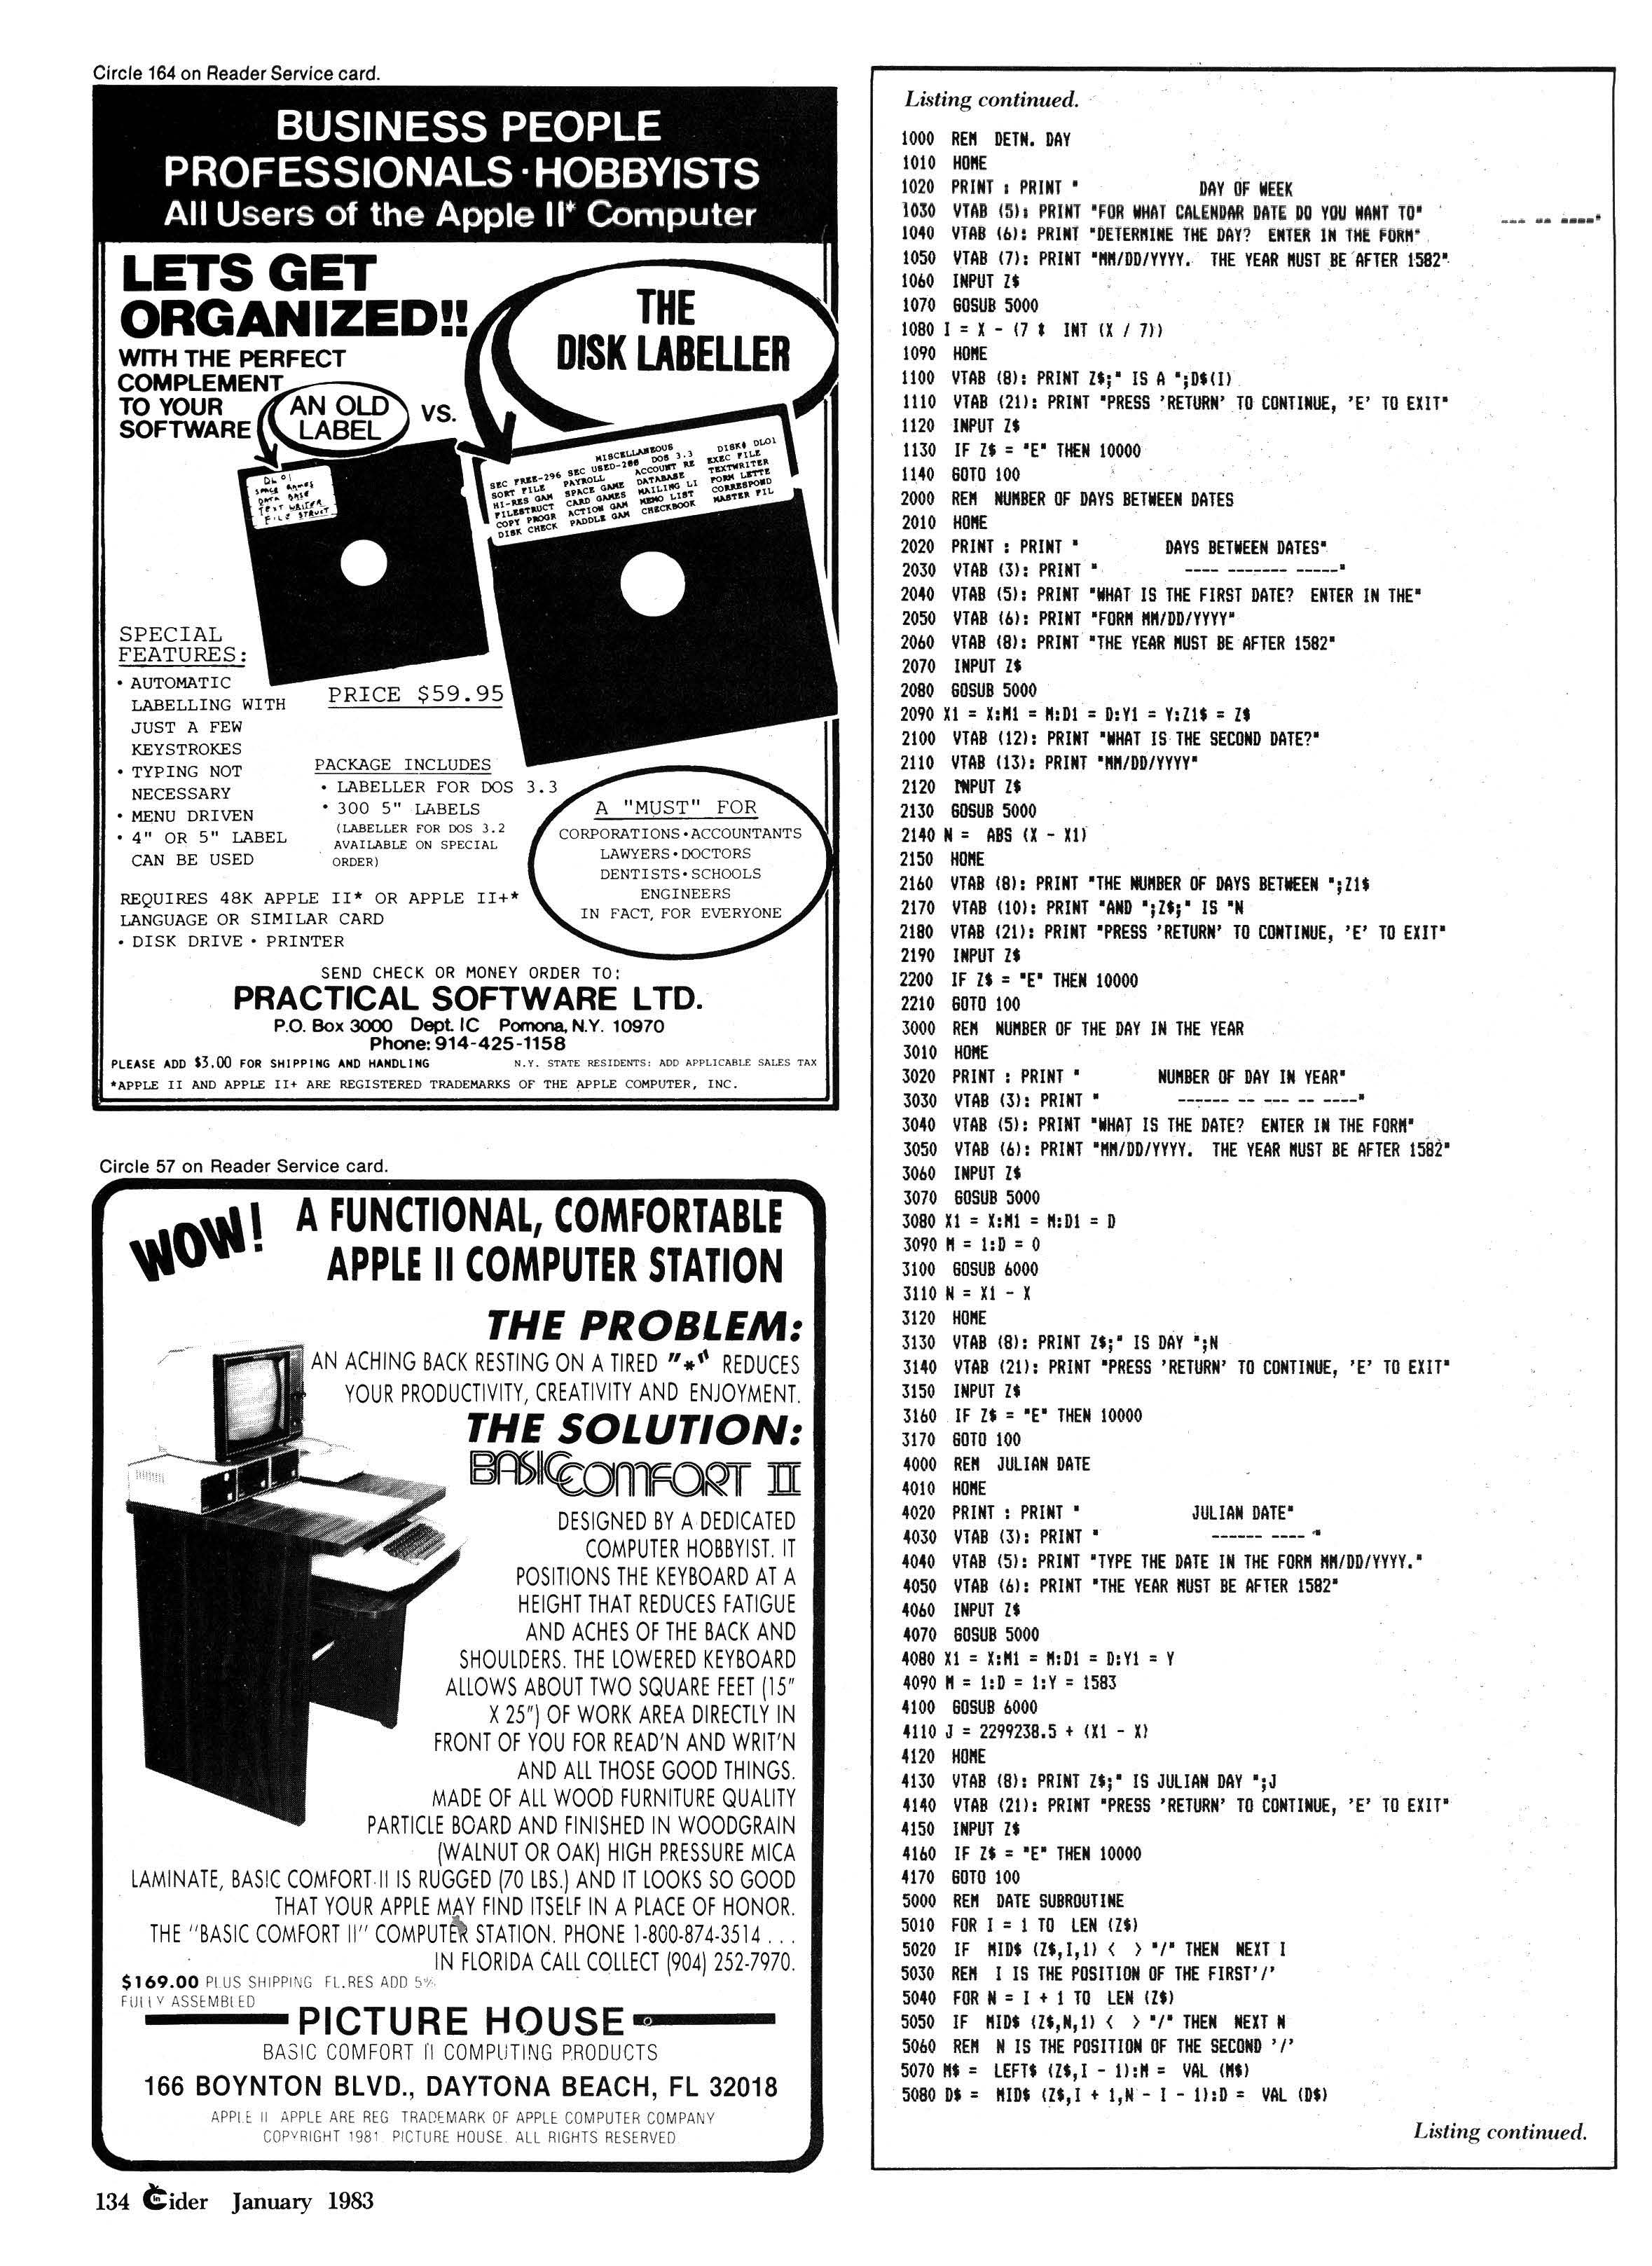 Circle 164 on Reader Service card.
BUSINESS PEOPLE
PROFESSIONALS · HOBBYISTS
All Users of the Apple II* Computer
LETS GET
ORGANIZED!!
WITH THE PERFECT
COMPLEMENT
TO YOUR
SOFTWARE
AN OLD
LABEL
VS.
THE
DISK LABELLER
DL 01
SPACE GAMES
DATA BASE
TEXT WRITER
FILE STRUCT
MISCELLANEOUS DISK# DL01
SEC FREE-296 SEC USED-200 DOS 3.3 EXEC FILE
SORT FILE PAYROLL ACCOUNT RE TEXTWRITER
HI-RES GAM SPACE GAME DATABASE FORM LETTE
FILESTRUCT CARD GAMES MAILING LI CORRESPOND
COPY PROGR ACTION GAM MEMO LIST MASTER FIL
DISK CHECK PADDLE GAM CHECKBOOK
SPECIAL
FEATURES:
• AUTOMATIC
LABELLING WITH
JUST A FEW
KEYSTROKES
• TYPING NOT
NECESSARY
• MENU DRIVEN
• 4" OR 5" LABEL
CAN BE USED
PRICE $59.95
PACKAGE INCLUDES
• LABELLER FOR DOS 3.3
• 300 5" LABELS
(LABELLER FOR DOS 3.2
AVAILABLE ON SPECIAL
ORDER)
A "MUST" FOR
CORPORATIONS • ACCOUNTANTS
LAWYERS • DOCTORS
DENTISTS • SCHOOLS
ENGINEERS
IN FACT, FOR EVERYONE
REQUIRES 48K APPLE II* OR APPLE II+*
LANGUAGE OR SIMILAR CARD
• DISK DRIVE • PRINTER
SEND CHECK OR MONEY ORDER TO:
PRACTICAL SOFTWARE LTD.
P.O. Box 3000 Dept. IC Pomona, N.Y. 10970
Phone: 914-425-1158
PLEASE ADD $3.00 FOR SHIPPING AND HANDLING N.Y. STATE RESIDENTS: ADD APPLICABLE SALES TAX
*APPLE II AND APPLE II+ ARE REGISTERED TRADEMARKS OF THE APPLE COMPUTER, INC.
Circle 57 on Reader Service card.
WOW!
A FUNCTIONAL, COMFORTABLE
APPLE II COMPUTER STATION
THE PROBLEM:
AN ACHING BACK RESTING ON A TIRED "*" REDUCES
YOUR PRODUCTIVITY, CREATIVITY AND ENJOYMENT.
THE SOLUTION:
BASIC COMFORT II
DESIGNED BY A DEDICATED
COMPUTER HOBBYIST. IT
POSITIONS THE KEYBOARD AT A
HEIGHT THAT REDUCES FATIGUE
AND ACHES OF THE BACK AND
SHOULDERS. THE LOWERED KEYBOARD
ALLOWS ABOUT TWO SQUARE FEET (15"
X 25") OF WORK AREA DIRECTLY IN
FRONT OF YOU FOR READ'N AND WRIT'N
AND ALL THOSE GOOD THINGS.
MADE OF ALL WOOD FURNITURE QUALITY
PARTICLE BOARD AND FINISHED IN WOODGRAIN
(WALNUT OR OAK) HIGH PRESSURE MICA
LAMINATE, BASIC COMFORT II IS RUGGED (70 LBS.) AND IT LOOKS SO GOOD
THAT YOUR APPLE MAY FIND ITSELF IN A PLACE OF HONOR.
THE "BASIC COMFORT II" COMPUTER STATION. PHONE 1-800-874-3514 . . .
IN FLORIDA CALL COLLECT (904) 252-7970.
$169.00 PLUS SHIPPING FL. RES ADD 5%
FULLY ASSEMBLED
PICTURE HOUSE
BASIC COMFORT II COMPUTING PRODUCTS
166 BOYNTON BLVD., DAYTONA BEACH, FL 32018
APPLE II APPLE ARE REG TRADEMARK OF APPLE COMPUTER COMPANY
COPYRIGHT 1981 PICTURE HOUSE. ALL RIGHTS RESERVED
134 inCider January 1983
Listing continued.
1000 REM DETN. DAY
1010 HOME
1020 PRINT : PRINT " DAY OF WEEK
1030 VTAB (5): PRINT "FOR WHAT CALENDAR DATE DO YOU WANT TO" --- -- ----"
1040 VTAB (6): PRINT "DETERMINE THE DAY? ENTER IN THE FORM"
1050 VTAB (7): PRINT "MM/DD/YYYY. THE YEAR MUST BE AFTER 1582"
1060 INPUT Z$
1070 GOSUB 5000
1080 I = X - (7 * INT (X / 7))
1090 HOME
1100 VTAB (8): PRINT Z$;" IS A ";D$(I)
1110 VTAB (21): PRINT "PRESS 'RETURN' TO CONTINUE, 'E' TO EXIT"
1120 INPUT Z$
1130 IF Z$ = "E" THEN 10000
1140 GOTO 100
2000 REM NUMBER OF DAYS BETWEEN DATES
2010 HOME
2020 PRINT : PRINT " DAYS BETWEEN DATES"
2030 VTAB (3): PRINT " ---- ------- -----"
2040 VTAB (5): PRINT "WHAT IS THE FIRST DATE? ENTER IN THE"
2050 VTAB (6): PRINT "FORM MM/DD/YYYY"
2060 VTAB (8): PRINT "THE YEAR MUST BE AFTER 1582"
2070 INPUT Z$
2080 GOSUB 5000
2090 X1 = X:M1 = M:D1 = D:Y1 = Y:Z1$ = Z$
2100 VTAB (12): PRINT "WHAT IS THE SECOND DATE?"
2110 VTAB (13): PRINT "MM/DD/YYYY"
2120 INPUT Z$
2130 GOSUB 5000
2140 N = ABS (X - X1)
2150 HOME
2160 VTAB (8): PRINT "THE NUMBER OF DAYS BETWEEN ";Z1$
2170 VTAB (10): PRINT "AND ";Z$;" IS "N
2180 VTAB (21): PRINT "PRESS 'RETURN' TO CONTINUE, 'E' TO EXIT"
2190 INPUT Z$
2200 IF Z$ = "E" THEN 10000
2210 GOTO 100
3000 REM NUMBER OF THE DAY IN THE YEAR
3010 HOME
3020 PRINT : PRINT " NUMBER OF DAY IN YEAR"
3030 VTAB (3): PRINT " ------ -- --- -- ----"
3040 VTAB (5): PRINT "WHAT IS THE DATE? ENTER IN THE FORM"
3050 VTAB (6): PRINT "MM/DD/YYYY. THE YEAR MUST BE AFTER 1582"
3060 INPUT Z$
3070 GOSUB 5000
3080 X1 = X:M1 = M:D1 = D
3090 M = 1:D = 0
3100 GOSUB 6000
3110 N = X1 - X
3120 HOME
3130 VTAB (8): PRINT Z$;" IS DAY ";N
3140 VTAB (21): PRINT "PRESS 'RETURN' TO CONTINUE, 'E' TO EXIT"
3150 INPUT Z$
3160 IF Z$ = "E" THEN 10000
3170 GOTO 100
4000 REM JULIAN DATE
4010 HOME
4020 PRINT : PRINT " JULIAN DATE"
4030 VTAB (3): PRINT " ------ ---- "
4040 VTAB (5): PRINT "TYPE THE DATE IN THE FORM MM/DD/YYYY."
4050 VTAB (6): PRINT "THE YEAR MUST BE AFTER 1582"
4060 INPUT Z$
4070 GOSUB 5000
4080 X1 = X:M1 = M:D1 = D:Y1 = Y
4090 M = 1:D = 1:Y = 1583
4100 GOSUB 6000
4110 J = 2299238.5 + (X1 - X)
4120 HOME
4130 VTAB (8): PRINT Z$;" IS JULIAN DAY ";J
4140 VTAB (21): PRINT "PRESS 'RETURN' TO CONTINUE, 'E' TO EXIT"
4150 INPUT Z$
4160 IF Z$ = "E" THEN 10000
4170 GOTO 100
5000 REM DATE SUBROUTINE
5010 FOR I = 1 TO LEN (Z$)
5020 IF MID$ (Z$,I,1) < > "/" THEN NEXT I
5030 REM I IS THE POSITION OF THE FIRST'/'
5040 FOR N = I + 1 TO LEN (Z$)
5050 IF MID$ (Z$,N,1) < > "/" THEN NEXT N
5060 REM N IS THE POSITION OF THE SECOND '/'
5070 M$ = LEFT$ (Z$,I - 1):M = VAL (M$)
5080 D$ = MID$ (Z$,I + 1,N - I - 1):D = VAL (D$)
Listing continued.